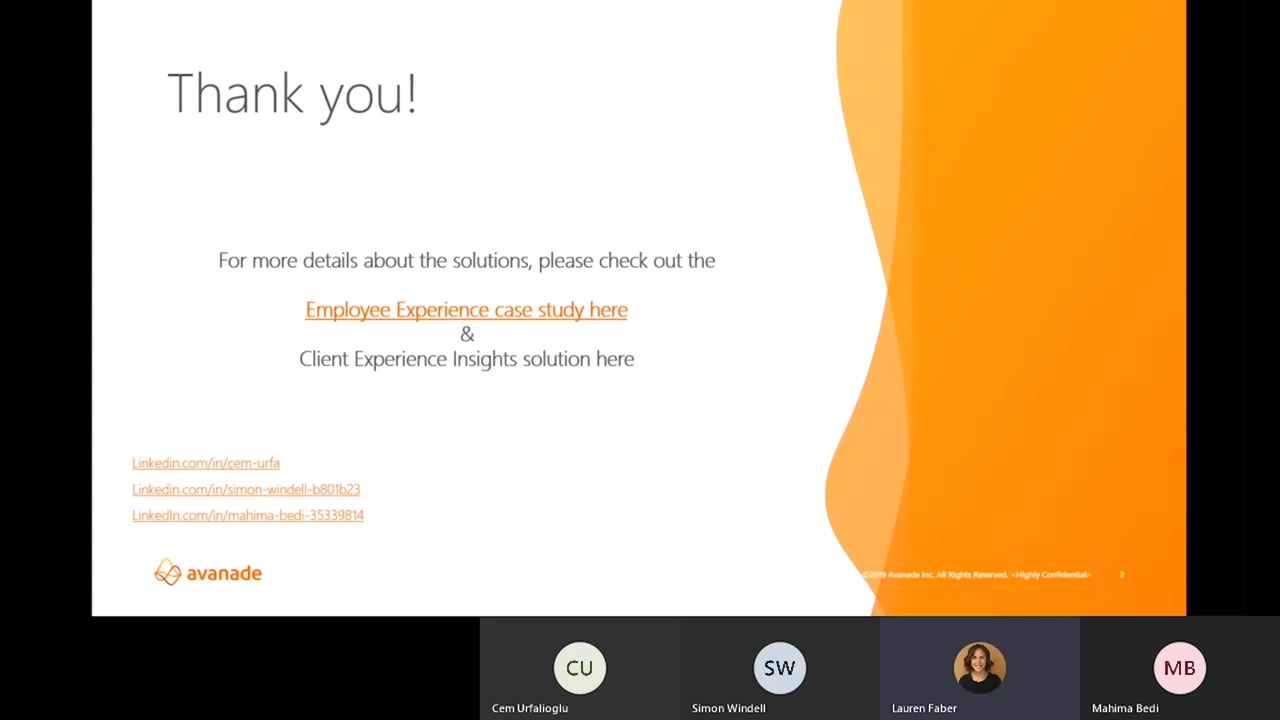 Thank you!
For more details about the solutions, please check out the
Employee Experience case study here
&
Client Experience Insights solution here
Linkedin.com/in/cem-urfa
Linkedin.com/in/simon-windell-b801b23
LinkedIn.com/in/mahima-bedi-35339814
avanade
©2019 Avanade Inc. All Rights Reserved. <Highly Confidential> 2
CU
SW
MB
Cem Urfalioglu
Simon Windell
Lauren Faber
Mahima Bedi